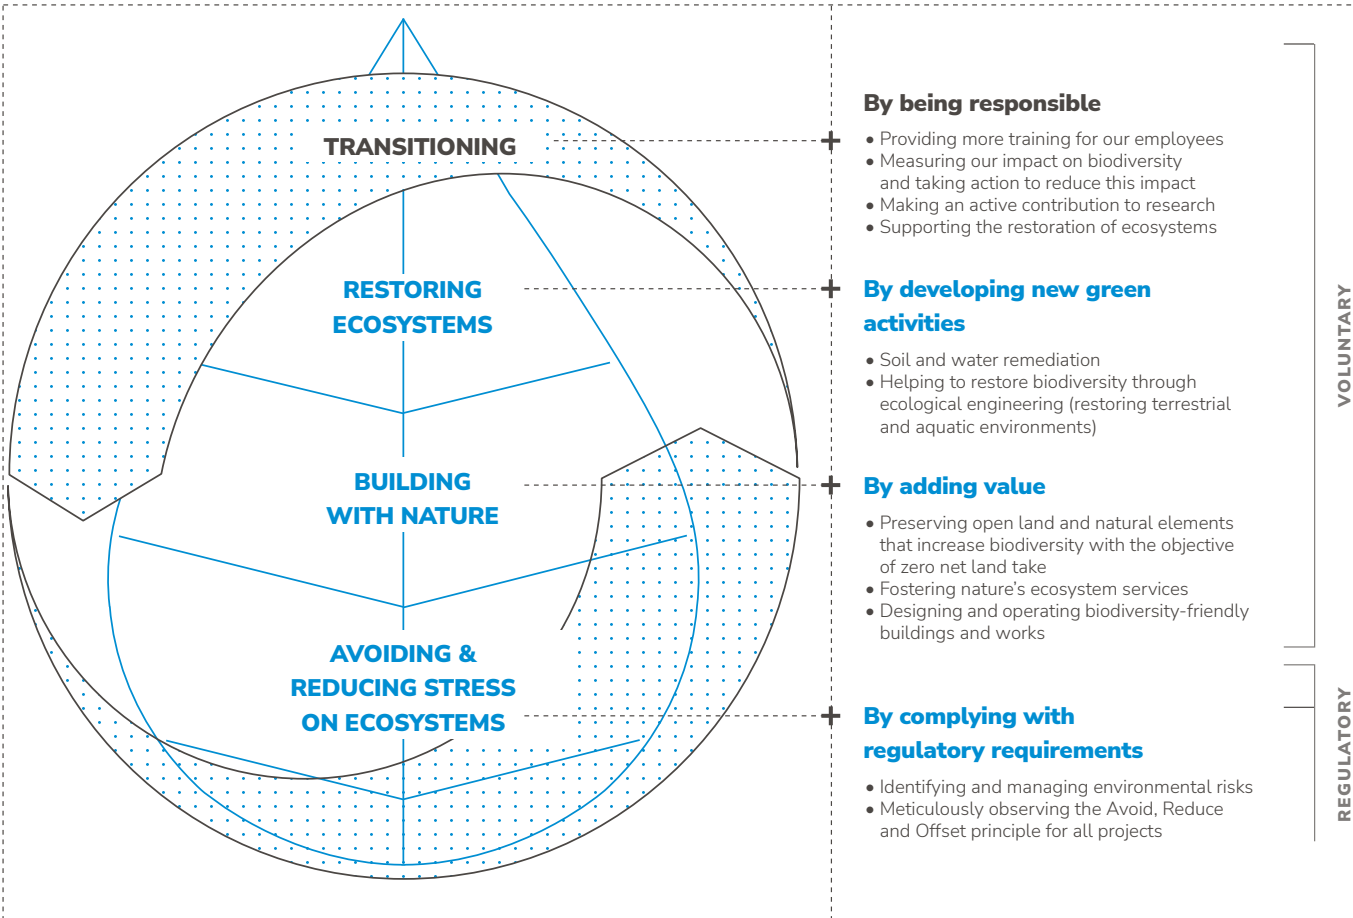 TRANSITIONING
By being responsible
• Providing more training for our employees
• Measuring our impact on biodiversity
and taking action to reduce this impact
• Making an active contribution to research
• Supporting the restoration of ecosystems
RESTORING
ECOSYSTEMS
By developing new green
activities
• Soil and water remediation
• Helping to restore biodiversity through
ecological engineering (restoring terrestrial
and aquatic environments)
BUILDING
WITH NATURE
By adding value
• Preserving open land and natural elements
that increase biodiversity with the objective
of zero net land take
• Fostering nature's ecosystem services
• Designing and operating biodiversity-friendly
buildings and works
VOLUNTARY
AVOIDING &
REDUCING STRESS
ON ECOSYSTEMS
By complying with
regulatory requirements
• Identifying and managing environmental risks
• Meticulously observing the Avoid, Reduce
and Offset principle for all projects
REGULATORY